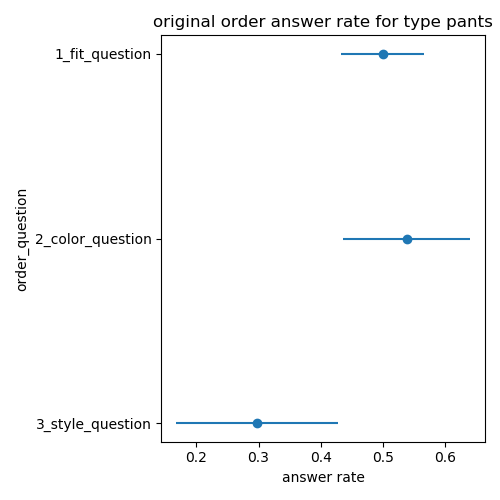 original order answer rate for type pants
1_fit_question
2_color_question
3_style_question
order_question
0.2 0.3 0.4 0.5 0.6
answer rate